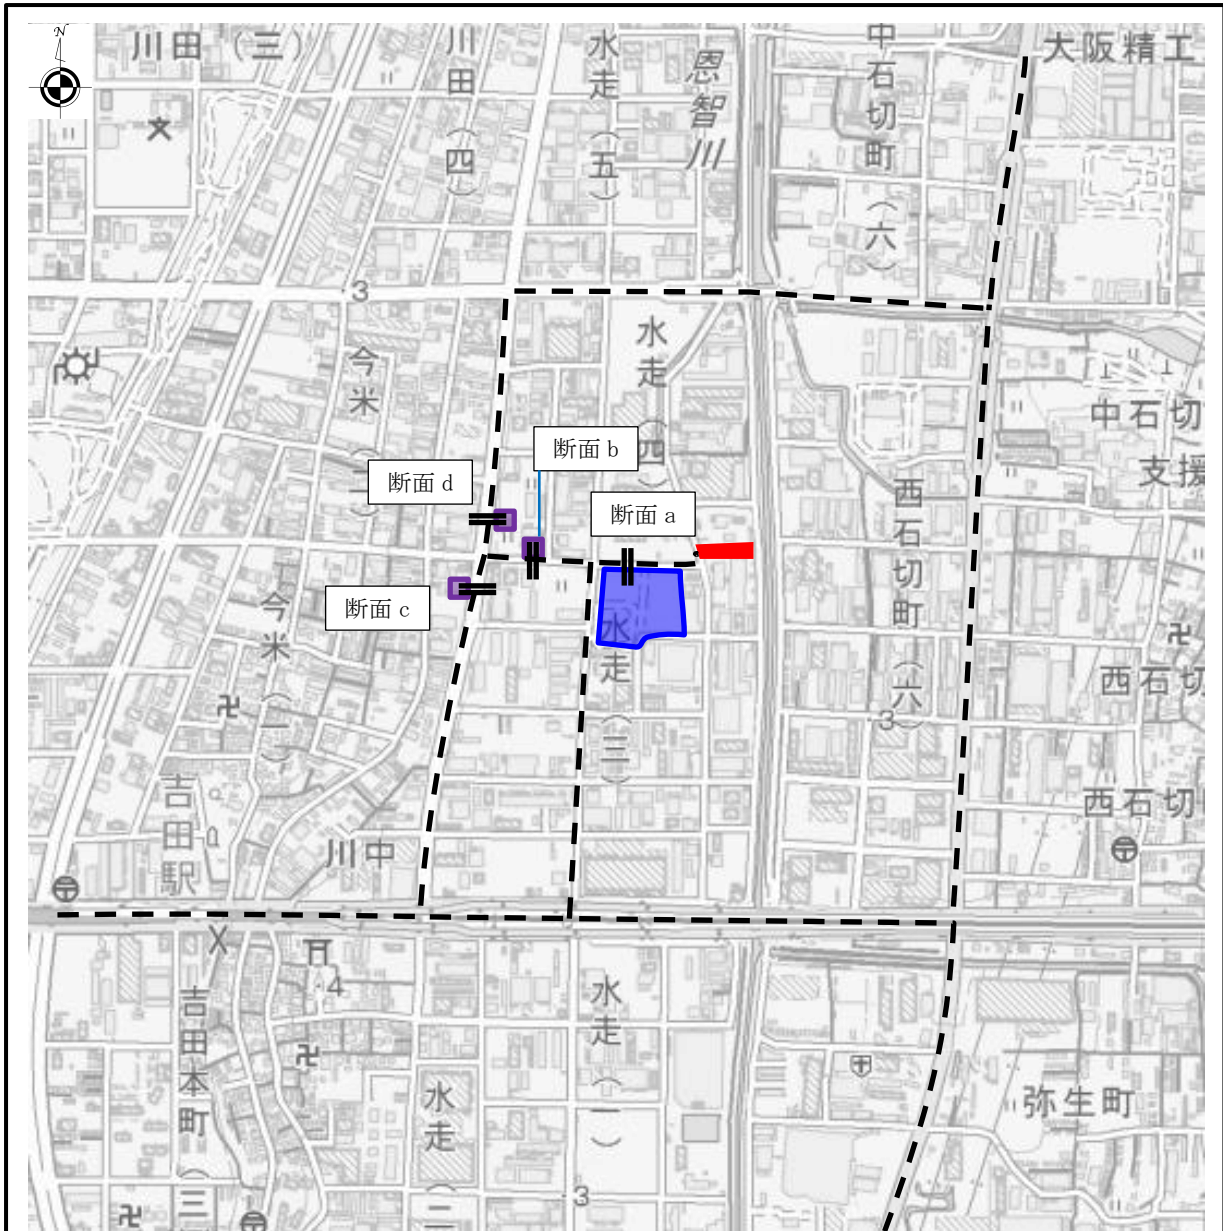 N
川田（三）
川田（四）
水走（五）
恩智川
中石切町（六）
大阪精工
3
今米（二）
水走（四）
中石切
支援
断面 b
断面 d
断面 a
断面 c
西石切町（六）
今米（一）
水走（三）
3
西石切
西石切
吉田駅
川中
4
吉田本町（三
水走（二
水走（一）
弥生町
3